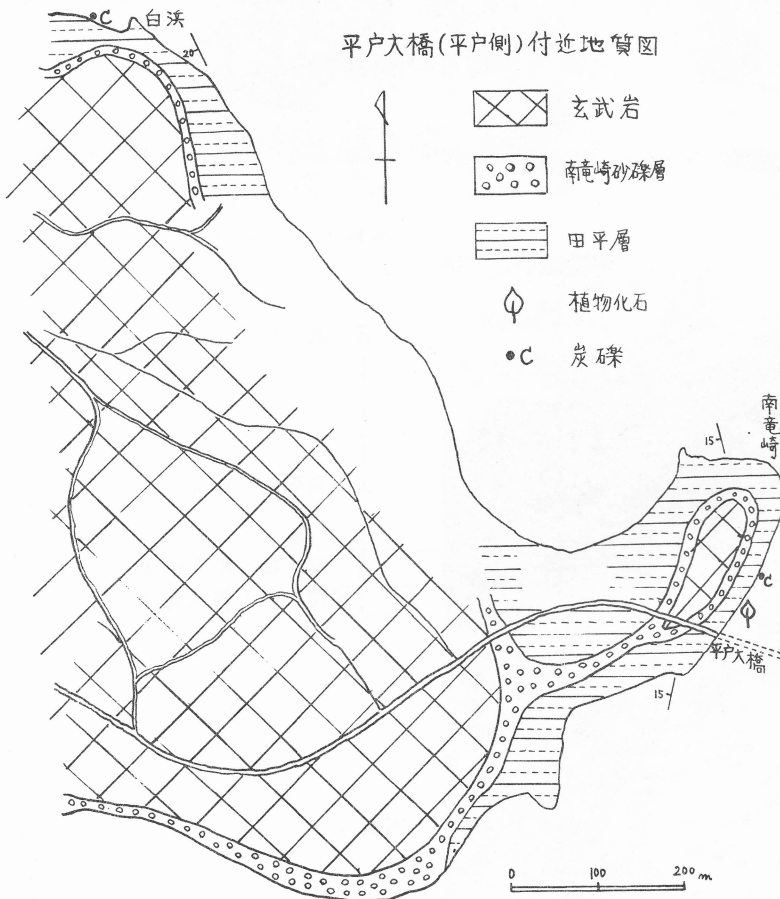 C 白浜
20
平戸大橋(平戸側)付近地質図
玄武岩
南竜崎砂礫層
田平層
植物化石
C 炭礫
南竜崎
15
C
平戸大橋
15
0 100 200m